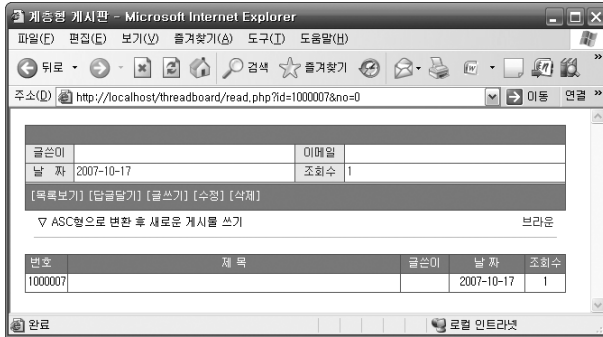 계층형 게시판 - Microsoft Internet Explorer
파일(F) 편집(E) 보기(V) 즐겨찾기(A) 도구(T) 도움말(H)
뒤로 검색 즐겨찾기
주소(D) http://localhost/threadboard/read.php?id=1000007&no=0 이동 연결 »
글쓴이 이메일
날 짜 2007-10-17 조회수 1
[목록보기] [답글달기] [글쓰기] [수정] [삭제]
▽ ASC형으로 변환 후 새로운 게시물 쓰기 브라운
번호 제 목 글쓴이 날 짜 조회수
1000007 2007-10-17 1
완료 로컬 인트라넷